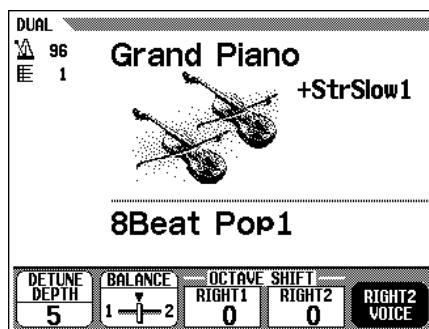 DUAL
96
1
Grand Piano
+StrSlow1
8Beat Pop1
DETUNE DEPTH
5
BALANCE
1 2
OCTAVE SHIFT
RIGHT1
0
RIGHT2
0
RIGHT2
VOICE